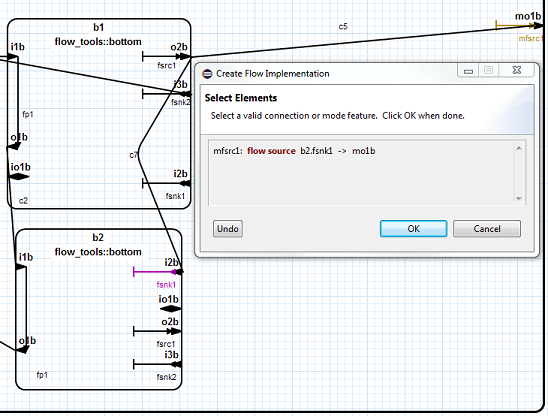 b1
flow_tools::bottom
i1b
o2b
fsrc1
i3b
fsnk2
fp1
o1b
io1b
i2b
fsnk1
c2
c7
c5
mo1b
mfsrc1
Create Flow Implementation
Select Elements
Select a valid connection or mode feature. Click OK when done.
mfsrc1: flow source b2.fsnk1 -> mo1b
Undo
OK
Cancel
b2
flow_tools::bottom
i1b
i2b
fsnk1
io1b
o2b
fsrc1
o1b
i3b
fp1
fsnk2